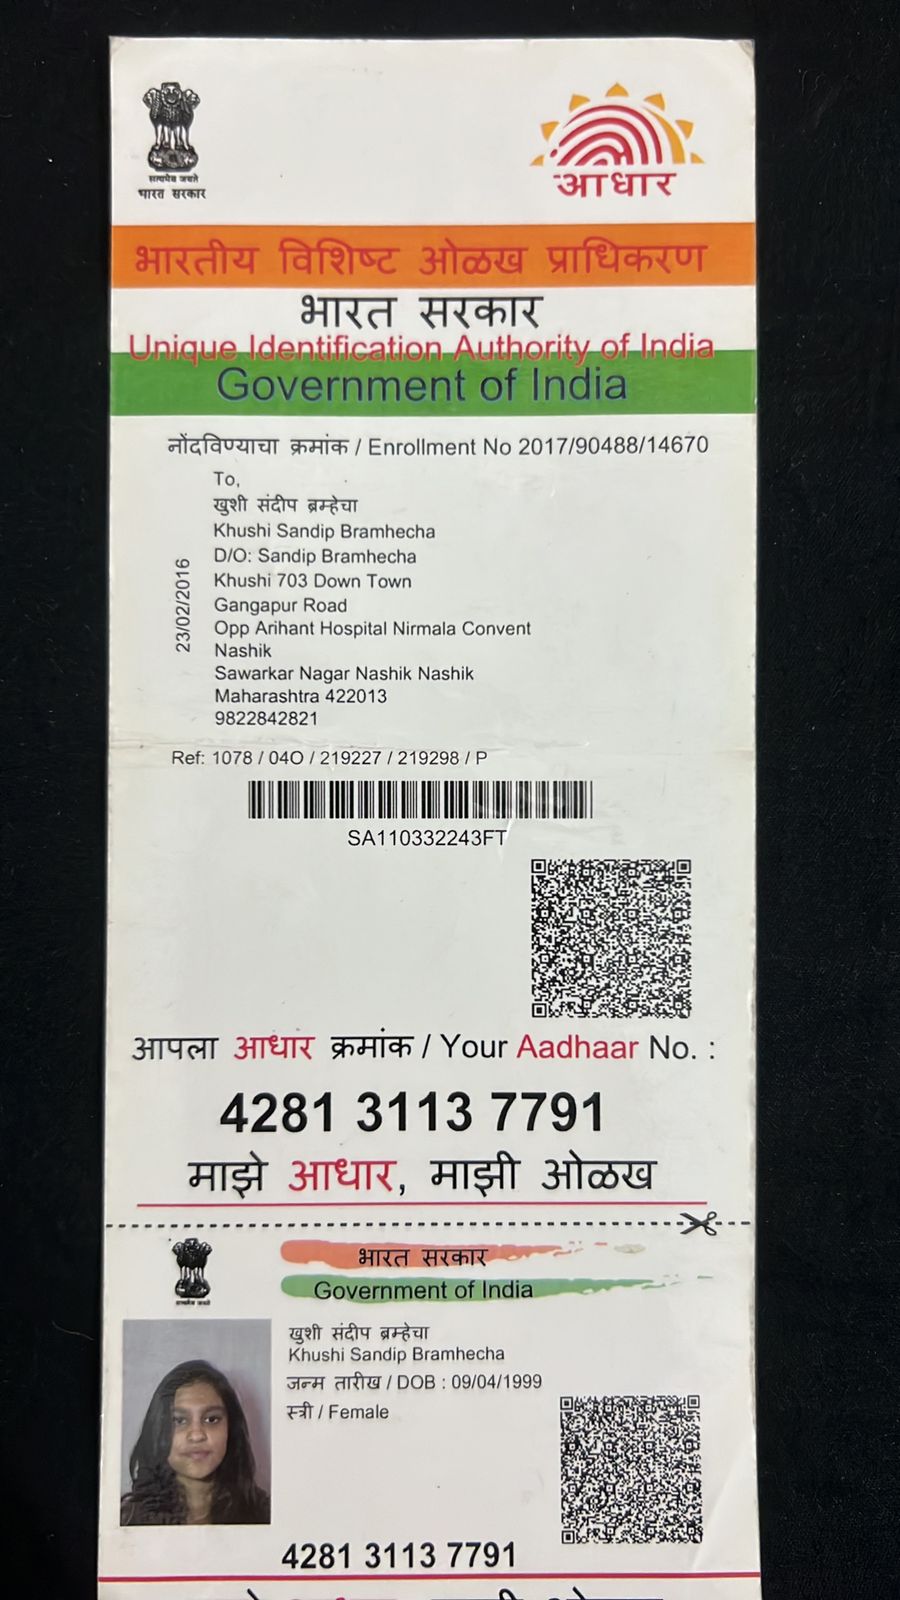 सत्यमेव जयते
भारत सरकार
आधार
भारतीय विशिष्ट ओळख प्राधिकरण
भारत सरकार
Unique Identification Authority of India
Government of India
नोंदविण्याचा क्रमांक / Enrollment No 2017/90488/14670
To,
खुशी संदीप ब्रम्हेचा
Khushi Sandip Bramhecha
D/O: Sandip Bramhecha
Khushi 703 Down Town
Gangapur Road
Opp Arihant Hospital Nirmala Convent
Nashik
Sawarkar Nagar Nashik Nashik
Maharashtra 422013
9822842821
23/02/2016
Ref: 1078 / 04O / 219227 / 219298 / P
SA110332243FT
आपला आधार क्रमांक / Your Aadhaar No. :
4281 3113 7791
माझे आधार, माझी ओळख
भारत सरकार
Government of India
खुशी संदीप ब्रम्हेचा
Khushi Sandip Bramhecha
जन्म तारीख / DOB : 09/04/1999
स्त्री / Female
4281 3113 7791